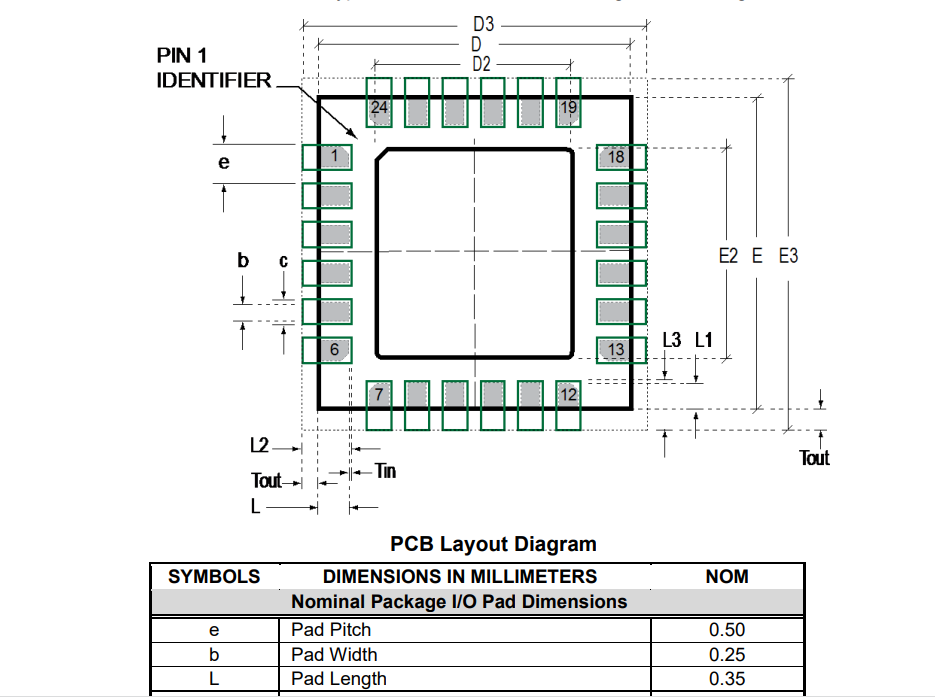 D3
D
D2
PIN 1
IDENTIFIER
24
19
1
18
e
E2 E E3
b
c
L3 L1
6
13
7
12
L2
Tout
Tin
Tout
L
PCB Layout Diagram
SYMBOLS DIMENSIONS IN MILLIMETERS NOM
Nominal Package I/O Pad Dimensions
e Pad Pitch 0.50
b Pad Width 0.25
L Pad Length 0.35